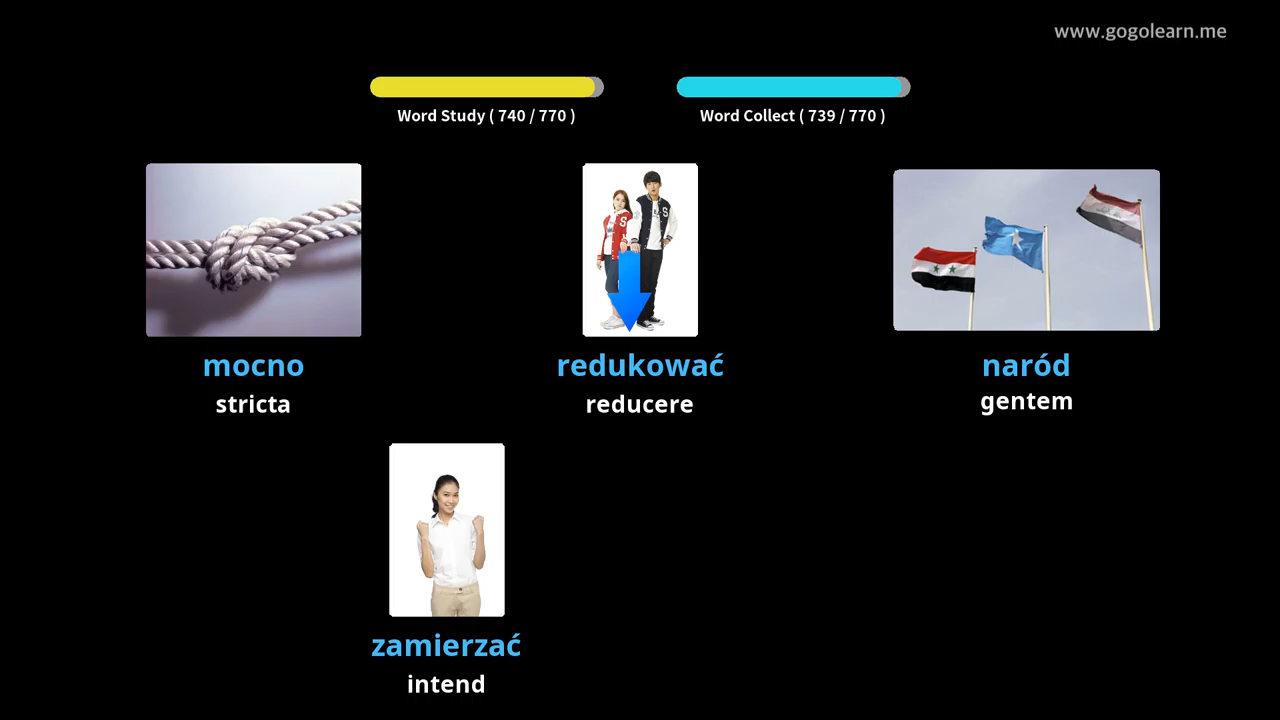 www.gogolearn.me
Word Study ( 740 / 770 )
Word Collect ( 739 / 770 )
S
S
mocno
redukować
naród
stricta
reducere
gentem
zamierzać
intend